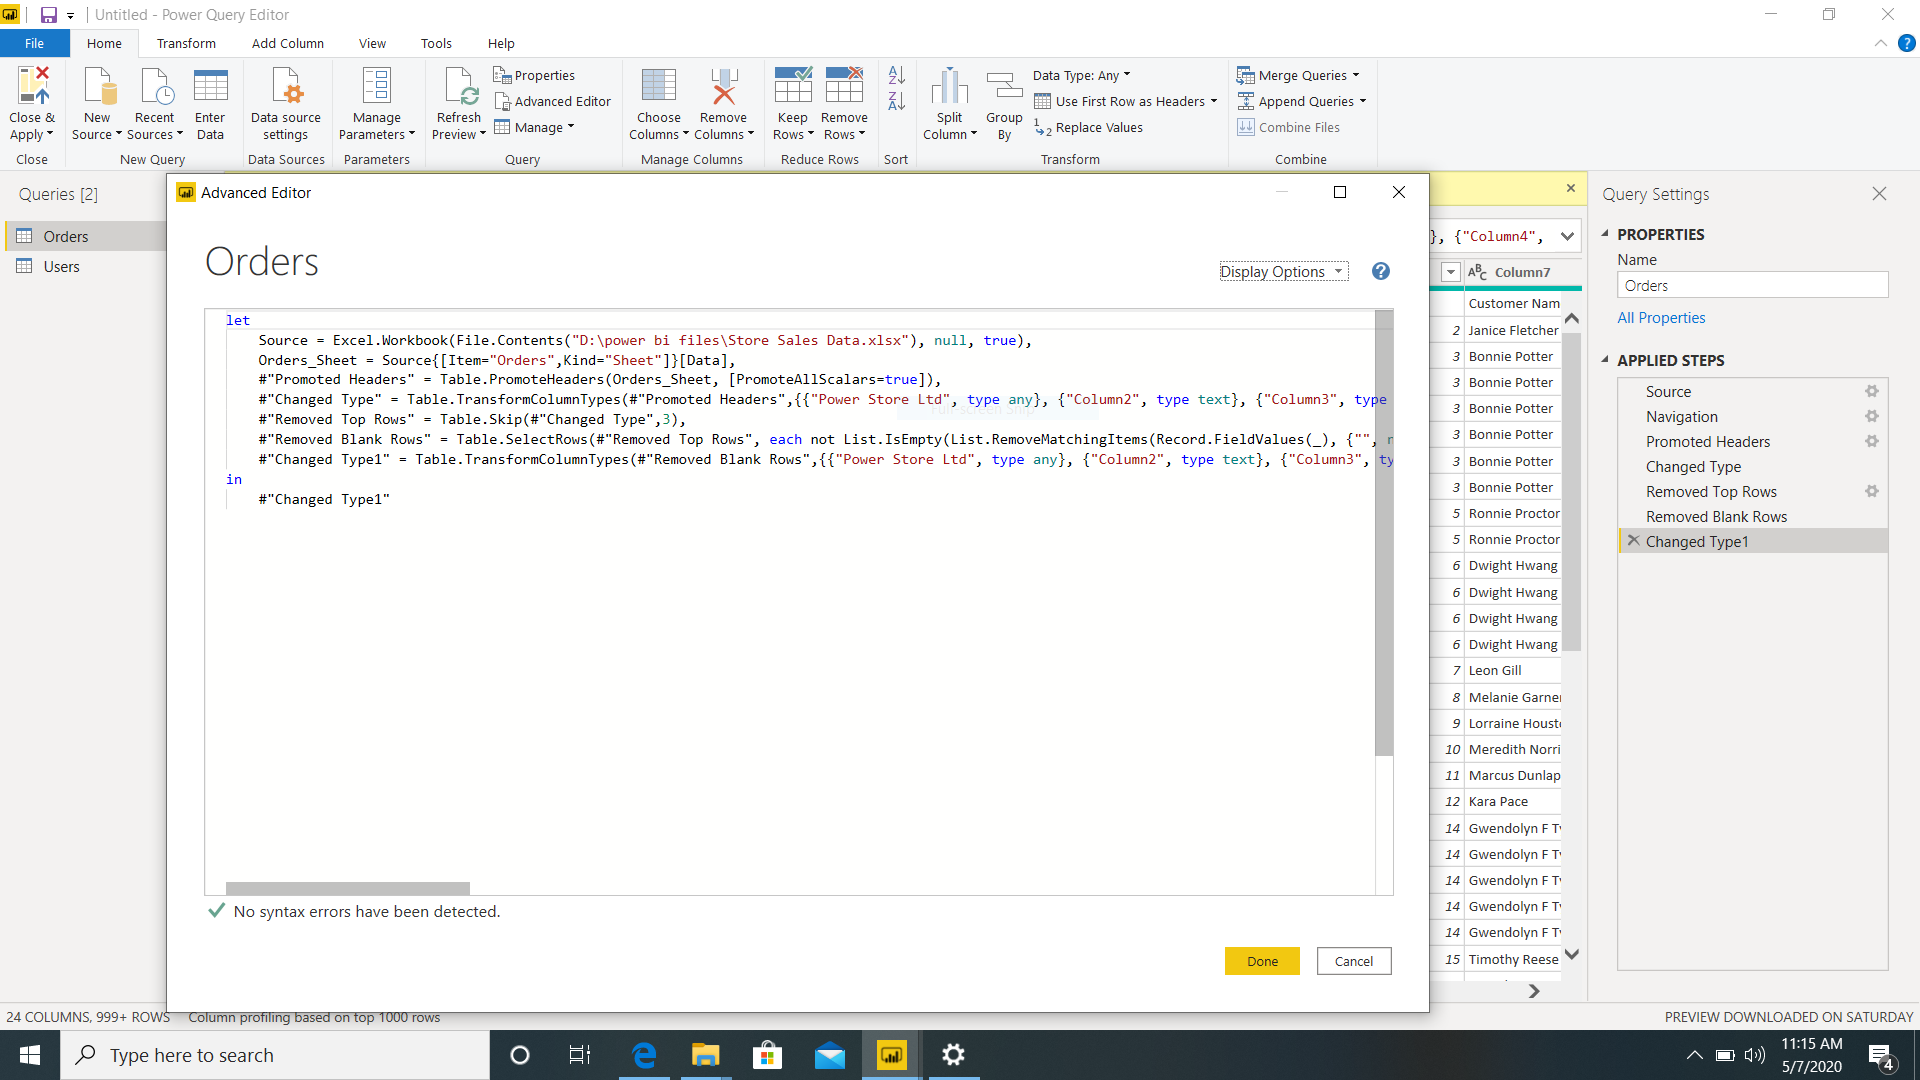 Untitled - Power Query Editor
File
Home
Transform
Add Column
View
Tools
Help
?
Close &
Apply
Close
New
Source
Recent
Sources
Enter
Data
New Query
Data source
settings
Data Sources
Manage
Parameters
Parameters
Refresh
Preview
Properties
Advanced Editor
Manage
Query
Choose
Columns
Remove
Columns
Manage Columns
Keep
Rows
Remove
Rows
Reduce Rows
Sort
Split
Column
Group
By
Data Type: Any
Use First Row as Headers
Replace Values
Transform
Merge Queries
Append Queries
Combine Files
Combine
Queries [2]
Orders
Users
Advanced Editor
Orders
Display Options
?
let
Source = Excel.Workbook(File.Contents("D:\power bi files\Store Sales Data.xlsx"), null, true),
Orders_Sheet = Source{[Item="Orders",Kind="Sheet"]}[Data],
#"Promoted Headers" = Table.PromoteHeaders(Orders_Sheet, [PromoteAllScalars=true]),
#"Changed Type" = Table.TransformColumnTypes(#"Promoted Headers",{{"Power Store Ltd", type any}, {"Column2", type text}, {"Column3", type
#"Removed Top Rows" = Table.Skip(#"Changed Type",3),
#"Removed Blank Rows" = Table.SelectRows(#"Removed Top Rows", each not List.IsEmpty(List.RemoveMatchingItems(Record.FieldValues(_), {"", n
#"Changed Type1" = Table.TransformColumnTypes(#"Removed Blank Rows",{{"Power Store Ltd", type any}, {"Column2", type text}, {"Column3", ty
in
#"Changed Type1"
No syntax errors have been detected.
Done
Cancel
}, {"Column4",
ABC Column7
Customer Nam
2 Janice Fletcher
3 Bonnie Potter
3 Bonnie Potter
3 Bonnie Potter
3 Bonnie Potter
3 Bonnie Potter
3 Bonnie Potter
5 Ronnie Proctor
5 Ronnie Proctor
6 Dwight Hwang
6 Dwight Hwang
6 Dwight Hwang
6 Dwight Hwang
7 Leon Gill
8 Melanie Garner
9 Lorraine Housto
10 Meredith Norri
11 Marcus Dunlap
12 Kara Pace
14 Gwendolyn F T
14 Gwendolyn F T
14 Gwendolyn F T
14 Gwendolyn F T
14 Gwendolyn F T
15 Timothy Reese
Query Settings
PROPERTIES
Name
Orders
All Properties
APPLIED STEPS
Source
Navigation
Promoted Headers
Changed Type
Removed Top Rows
Removed Blank Rows
Changed Type1
24 COLUMNS, 999+ ROWS
Column profiling based on top 1000 rows
PREVIEW DOWNLOADED ON SATURDAY
Type here to search
11:15 AM
5/7/2020
4